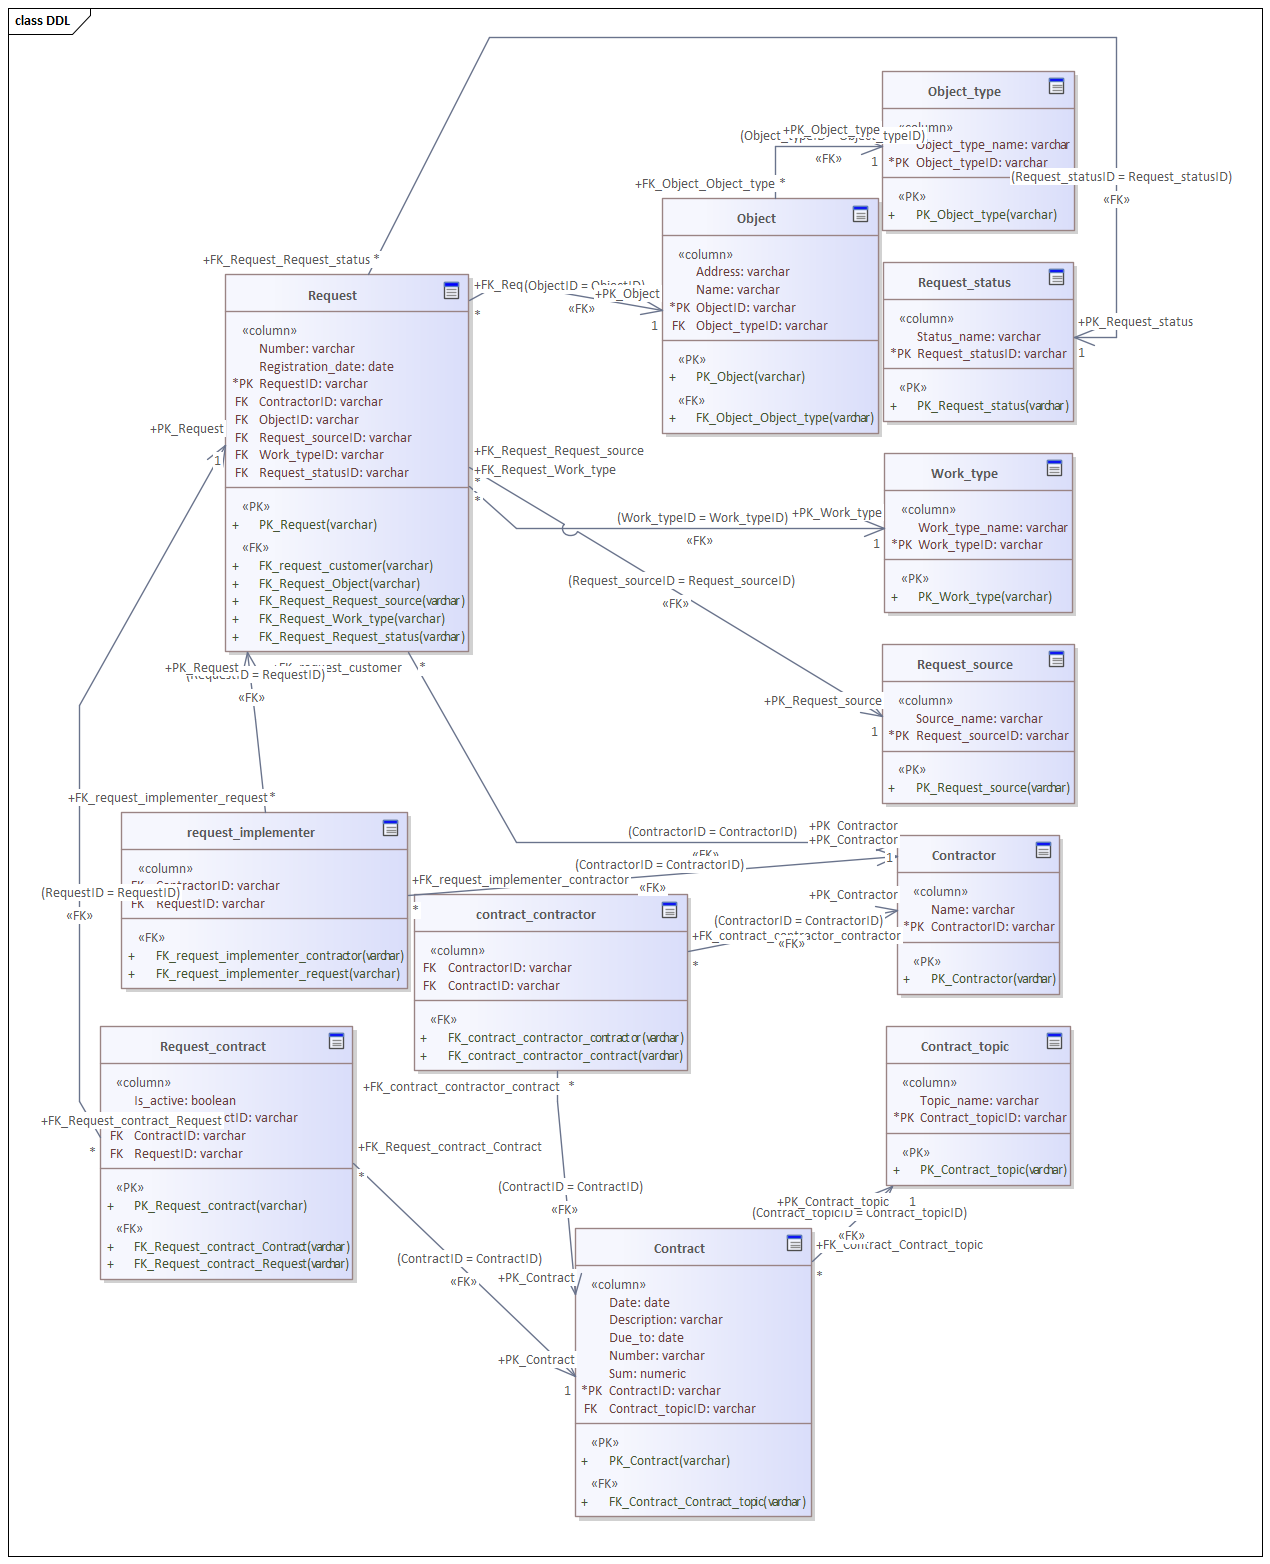 class DDL
Object_type
«column»
Object_type_name: varchar
*PK Object_typeID: varchar
«PK»
+ PK_Object_type(varchar)
+PK_Object_type
«FK»
1
(Request_statusID = Request_statusID)
«FK»
+FK_Object_Object_type *
Object
«column»
Address: varchar
Name: varchar
*PK ObjectID: varchar
FK Object_typeID: varchar
«PK»
+ PK_Object(varchar)
«FK»
+ FK_Object_Object_type(varchar)
Request_status
«column»
Status_name: varchar
*PK Request_statusID: varchar
«PK»
+ PK_Request_status(varchar)
+PK_Request_status
1
+FK_Request_Request_status *
+FK_Req
(ObjectID = ObjectID)
+PK_Object
*
«FK»
1
Request
«column»
Number: varchar
Registration_date: date
*PK RequestID: varchar
FK ContractorID: varchar
FK ObjectID: varchar
FK Request_sourceID: varchar
FK Work_typeID: varchar
FK Request_statusID: varchar
«PK»
+ PK_Request(varchar)
«FK»
+ FK_request_customer(varchar)
+ FK_Request_Object(varchar)
+ FK_Request_Request_source(varchar)
+ FK_Request_Work_type(varchar)
+ FK_Request_Request_status(varchar)
+PK_Request
1
+FK_Request_Request_source
+FK_Request_Work_type
*
*
(Work_typeID = Work_typeID)
+PK_Work_type
«FK»
1
Work_type
«column»
Work_type_name: varchar
*PK Work_typeID: varchar
«PK»
+ PK_Work_type(varchar)
(Request_sourceID = Request_sourceID)
«FK»
+PK_Request_source
1
Request_source
«column»
Source_name: varchar
*PK Request_sourceID: varchar
«PK»
+ PK_Request_source(varchar)
+PK_Request
request_customer *
(RequestID = RequestID)
«FK»
+FK_request_implementer_request *
request_implementer
«column»
FK ContractorID: varchar
FK RequestID: varchar
«FK»
+ FK_request_implementer_contractor(varchar)
+ FK_request_implementer_request(varchar)
(RequestID = RequestID)
«FK»
(ContractorID = ContractorID)
+PK_Contractor
+PK_Contractor
«FK»
1
(ContractorID = ContractorID)
+FK_request_implementer_contractor
«FK»
*
contract_contractor
«column»
FK ContractorID: varchar
FK ContractID: varchar
«FK»
+ FK_contract_contractor_contractor(varchar)
+ FK_contract_contractor_contract(varchar)
+PK_Contractor
(ContractorID = ContractorID)
+FK_contract_contractor_contractor
«FK»
*
Contractor
«column»
Name: varchar
*PK ContractorID: varchar
«PK»
+ PK_Contractor(varchar)
Request_contract
«column»
Is_active: boolean
ctID: varchar
FK ContractID: varchar
FK RequestID: varchar
«PK»
+ PK_Request_contract(varchar)
«FK»
+ FK_Request_contract_Contract(varchar)
+ FK_Request_contract_Request(varchar)
+FK_Request_contract_Request
*
+FK_contract_contractor_contract *
+FK_Request_contract_Contract
*
(ContractID = ContractID)
«FK»
(ContractID = ContractID)
«FK»
+PK_Contract
+PK_Contract
1
Contract_topic
«column»
Topic_name: varchar
*PK Contract_topicID: varchar
«PK»
+ PK_Contract_topic(varchar)
+PK_Contract_topic 1
(Contract_topicID = Contract_topicID)
«FK»
+FK_Contract_Contract_topic
*
Contract
«column»
Date: date
Description: varchar
Due_to: date
Number: varchar
Sum: numeric
*PK ContractID: varchar
FK Contract_topicID: varchar
«PK»
+ PK_Contract(varchar)
«FK»
+ FK_Contract_Contract_topic(varchar)